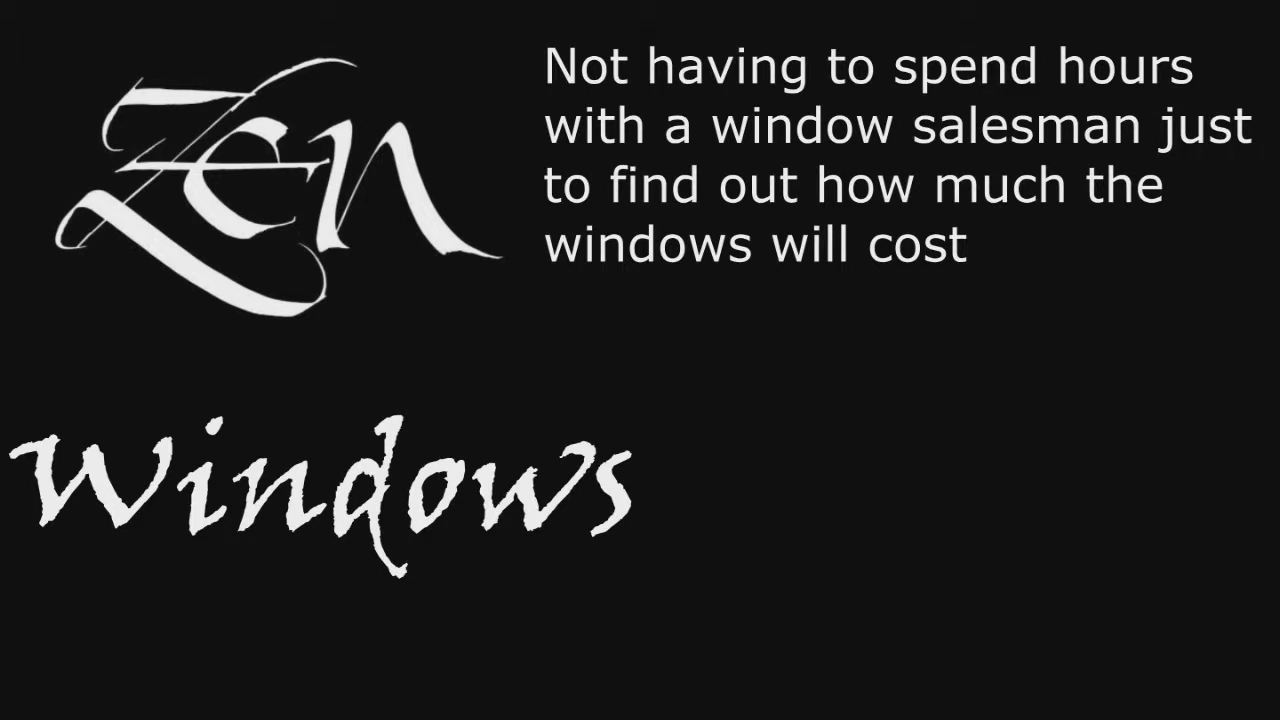 Zen
Not having to spend hours
with a window salesman just
to find out how much the
windows will cost
Windows